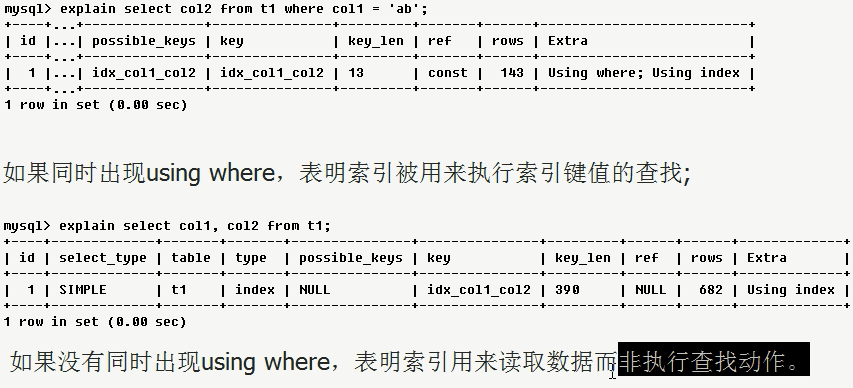 mysql> explain select col2 from t1 where col1 = 'ab';
+----+...+---------------+---------------+---------+-------+------+--------------------------+
| id |...| possible_keys | key | key_len | ref | rows | Extra |
+----+...+---------------+---------------+---------+-------+------+--------------------------+
| 1 |...| idx_col1_col2 | idx_col1_col2 | 13 | const | 143 | Using where; Using index |
+----+...+---------------+---------------+---------+-------+------+--------------------------+
1 row in set (0.00 sec)
如果同时出现using where，表明索引被用来执行索引键值的查找;
mysql> explain select col1, col2 from t1;
+----+-------------+-------+-------+---------------+---------------+---------+------+------+-------------+
| id | select_type | table | type | possible_keys | key | key_len | ref | rows | Extra |
+----+-------------+-------+-------+---------------+---------------+---------+------+------+-------------+
| 1 | SIMPLE | t1 | index | NULL | idx_col1_col2 | 390 | NULL | 682 | Using index |
+----+-------------+-------+-------+---------------+---------------+---------+------+------+-------------+
1 row in set (0.00 sec)
如果没有同时出现using where，表明索引用来读取数据而非执行查找动作。